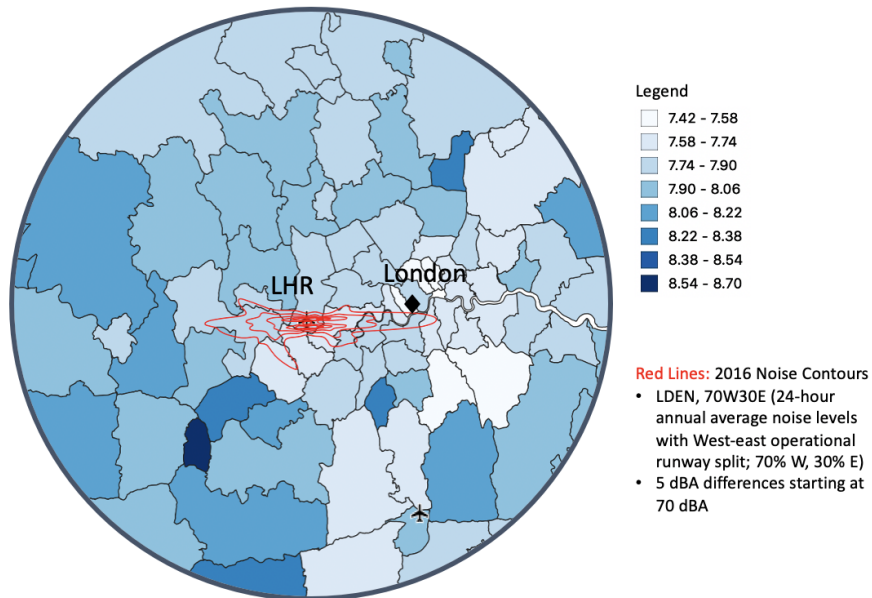 Legend
7.42 - 7.58
7.58 - 7.74
7.74 - 7.90
7.90 - 8.06
8.06 - 8.22
8.22 - 8.38
8.38 - 8.54
8.54 - 8.70
London
LHR
Red Lines: 2016 Noise Contours
• LDEN, 70W30E (24-hour
annual average noise levels
with West-east operational
runway split; 70% W, 30% E)
• 5 dBA differences starting at
70 dBA